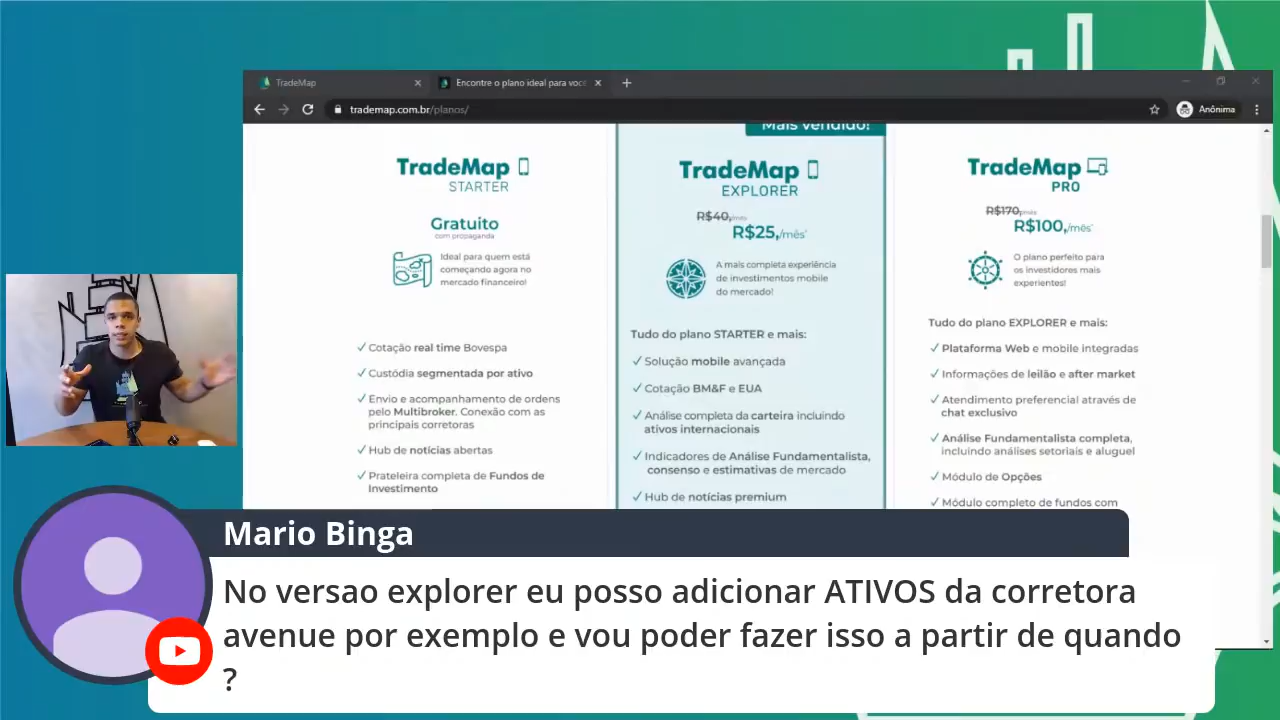 TradeMap
Encontre o plano ideal para você
trademap.com.br/planos/
Anônima
Mais vendido!
TradeMap
STARTER
Gratuito
com propaganda
Ideal para quem está
começando agora no
mercado financeiro!
✓ Cotação real time Bovespa
✓ Custódia segmentada por ativo
✓ Envio e acompanhamento de ordens
pelo Multibroker. Conexão com as
principais corretoras
✓ Hub de notícias abertas
✓ Prateleira completa de Fundos de
Investimento
TradeMap
EXPLORER
R$40,/mês
R$25,/mês*
A mais completa experiência
de investimentos mobile
do mercado!
Tudo do plano STARTER e mais:
✓ Solução mobile avançada
✓ Cotação BM&F e EUA
✓ Análise completa da carteira incluindo
ativos internacionais
✓ Indicadores de Análise Fundamentalista,
consenso e estimativas de mercado
✓ Hub de notícias premium
TradeMap
PRO
R$170,/mês
R$100,/mês*
O plano perfeito para
os investidores mais
experientes!
Tudo do plano EXPLORER e mais:
✓ Plataforma Web e mobile integradas
✓ Informações de leilão e after market
✓ Atendimento preferencial através de
chat exclusivo
✓ Análise Fundamentalista completa,
incluindo análises setoriais e aluguel
✓ Módulo de Opções
✓ Módulo completo de fundos com
Mario Binga
No versao explorer eu posso adicionar ATIVOS da corretora
avenue por exemplo e vou poder fazer isso a partir de quando
?